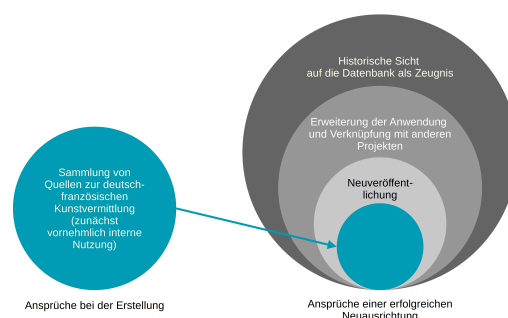 Historische Sicht
auf die Datenbank als Zeugnis
Erweiterung der Anwendung
und Verknüpfung mit anderen
Projekten
Neuveröffent-
lichung
Sammlung von
Quellen zur deutsch-
französischen
Kunstvermittlung
(zunächst
vornehmlich interne
Nutzung)
Ansprüche bei der Erstellung
Ansprüche einer erfolgreichen
Neuausrichtung